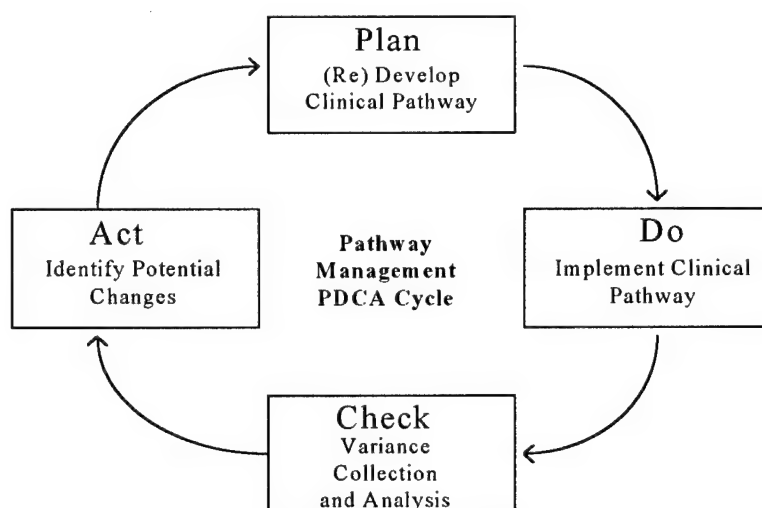 Plan
(Re) Develop
Clinical Pathway
Act
Identify Potential
Changes
Pathway
Management
PDCA Cycle
Do
Implement Clinical
Pathway
Check
Variance
Collection
and Analysis